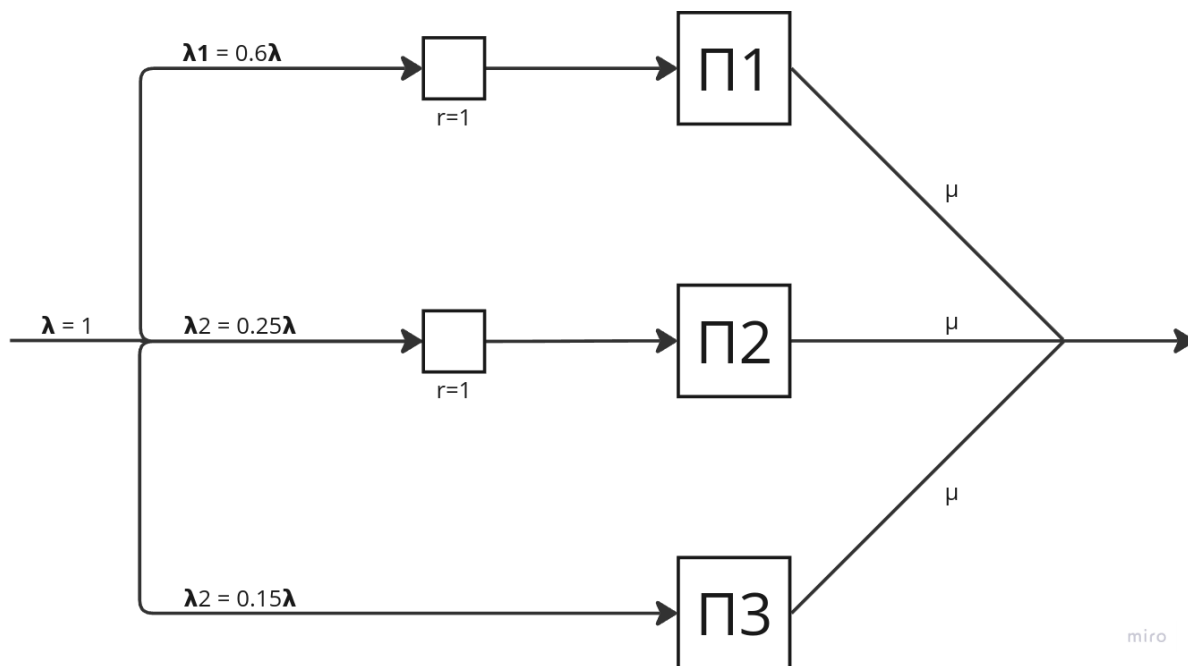 λ1 = 0.6λ
П1
r=1
μ
λ = 1
λ2 = 0.25λ
П2
μ
r=1
μ
λ2 = 0.15λ
П3
miro